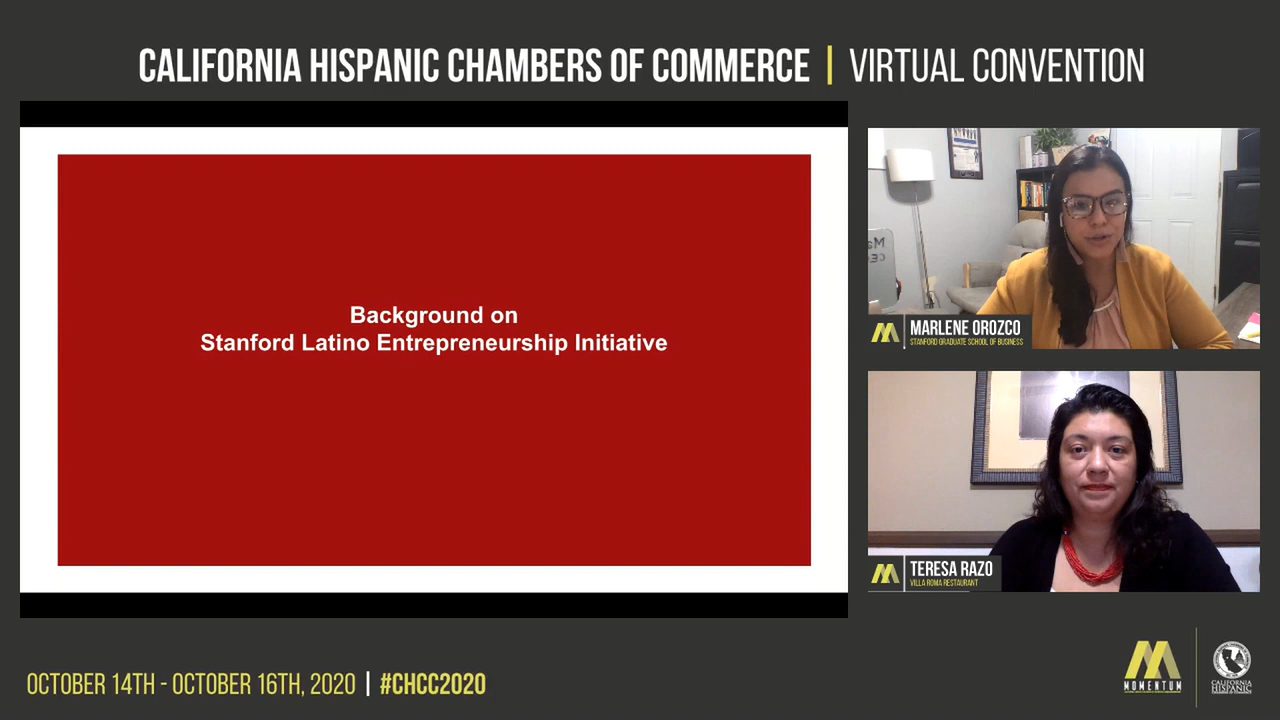 CALIFORNIA HISPANIC CHAMBERS OF COMMERCE | VIRTUAL CONVENTION
Background on
Stanford Latino Entrepreneurship Initiative
MARLENE OROZCO
STANFORD GRADUATE SCHOOL OF BUSINESS
TERESA RAZO
VILLA ROMA RESTAURANT
OCTOBER 14TH - OCTOBER 16TH, 2020 | #CHCC2020
MOMENTUM
CALIFORNIA
HISPANIC